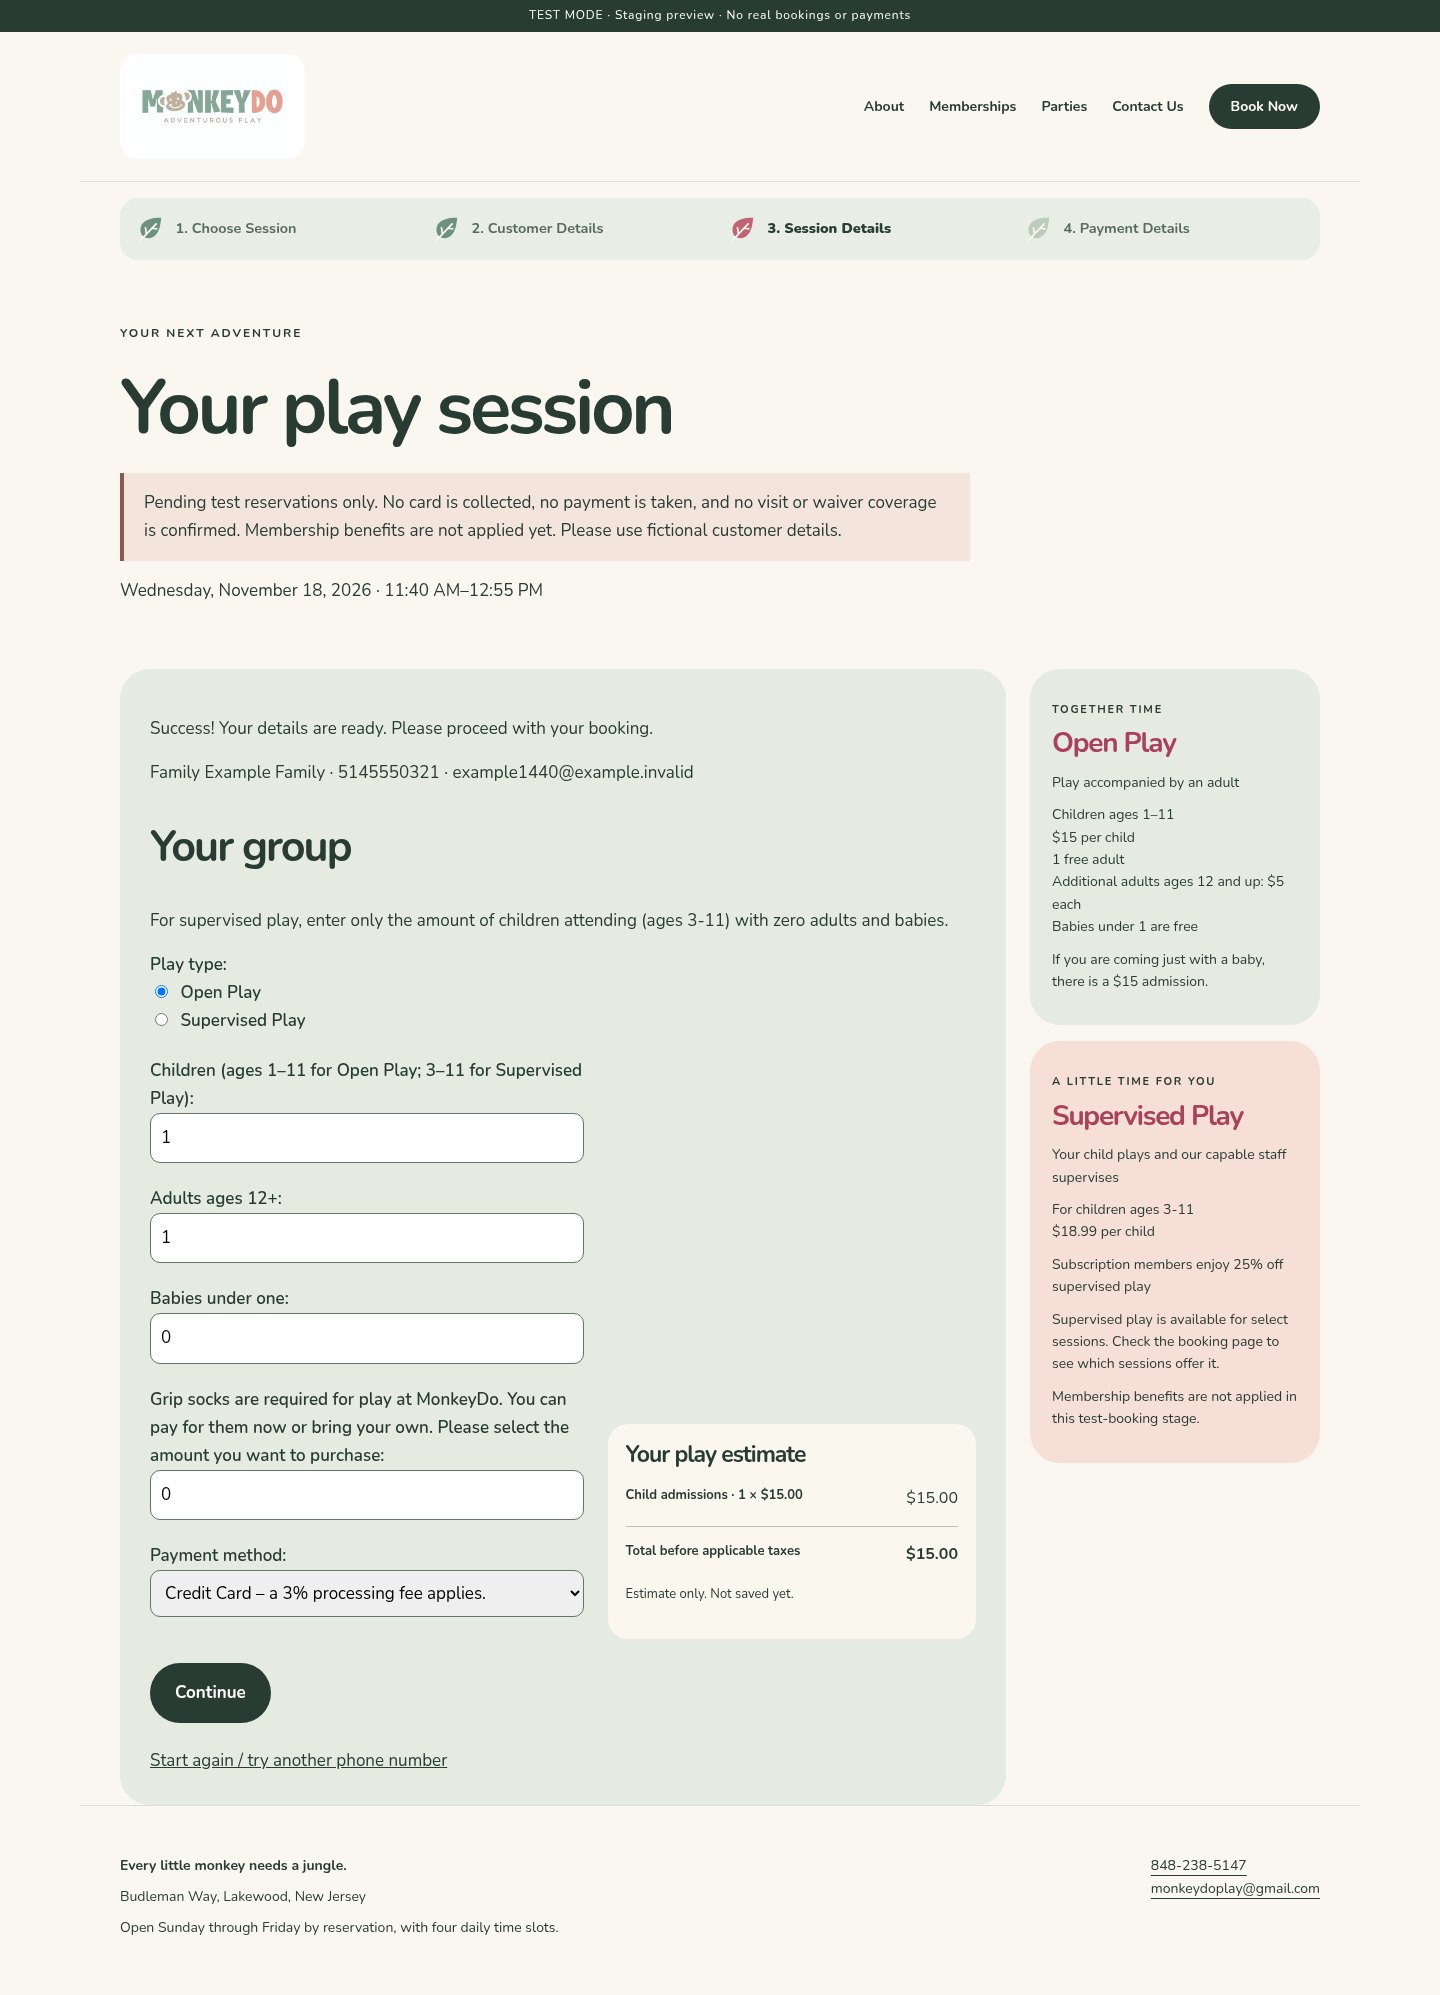 TEST MODE · Staging preview · No real bookings or payments
MONKEYDO
ADVENTUROUS PLAY
About
Memberships
Parties
Contact Us
Book Now
1. Choose Session
2. Customer Details
3. Session Details
4. Payment Details
YOUR NEXT ADVENTURE
Your play session
Pending test reservations only. No card is collected, no payment is taken, and no visit or waiver coverage
is confirmed. Membership benefits are not applied yet. Please use fictional customer details.
Wednesday, November 18, 2026 · 11:40 AM–12:55 PM
Success! Your details are ready. Please proceed with your booking.
Family Example Family · 5145550321 · example1440@example.invalid
Your group
For supervised play, enter only the amount of children attending (ages 3-11) with zero adults and babies.
Play type:
Open Play
Supervised Play
Children (ages 1–11 for Open Play; 3–11 for Supervised
Play):
1
Adults ages 12+:
1
Babies under one:
0
Grip socks are required for play at MonkeyDo. You can
pay for them now or bring your own. Please select the
amount you want to purchase:
0
Payment method:
Credit Card – a 3% processing fee applies.
Your play estimate
Child admissions · 1 × $15.00 $15.00
Total before applicable taxes $15.00
Estimate only. Not saved yet.
Continue
Start again / try another phone number
TOGETHER TIME
Open Play
Play accompanied by an adult
Children ages 1–11
$15 per child
1 free adult
Additional adults ages 12 and up: $5
each
Babies under 1 are free
If you are coming just with a baby,
there is a $15 admission.
A LITTLE TIME FOR YOU
Supervised Play
Your child plays and our capable staff
supervises
For children ages 3-11
$18.99 per child
Subscription members enjoy 25% off
supervised play
Supervised play is available for select
sessions. Check the booking page to
see which sessions offer it.
Membership benefits are not applied in
this test-booking stage.
Every little monkey needs a jungle.
Budleman Way, Lakewood, New Jersey
Open Sunday through Friday by reservation, with four daily time slots.
848-238-5147
monkeydoplay@gmail.com